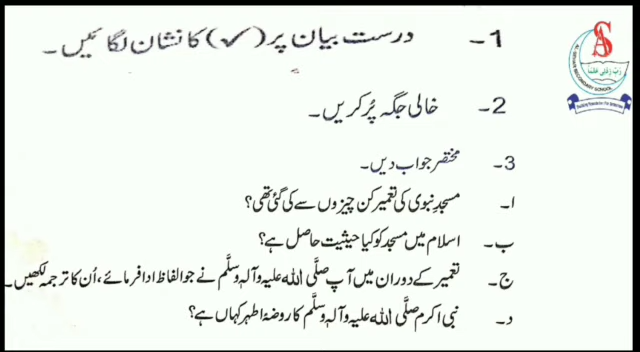 1- درست بیان پر (✓) کا نشان لگائیں۔
2- خالی جگہ پُر کریں۔
3- مختصر جواب دیں۔
ا۔ مسجدِ نبوی کی تعمیر کن چیزوں سے کی گئی تھی؟
ب۔ اسلام میں مسجد کو کیا حیثیت حاصل ہے؟
ج۔ تعمیر کے دوران میں آپ صلَّی اللہ علیہ وآلہٖ وسلَّم نے جو الفاظ ادا فرمائے، اُن کا ترجمہ لکھیں۔
د۔ نبی اکرم صلَّی اللہ علیہ وآلہٖ وسلَّم کا روضۂ اطہر کہاں ہے؟